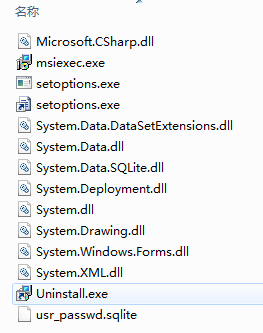 名称
Microsoft.CSharp.dll
msiexec.exe
setoptions.exe
setoptions.exe
System.Data.DataSetExtensions.dll
System.Data.dll
System.Data.SQLite.dll
System.Deployment.dll
System.dll
System.Drawing.dll
System.Windows.Forms.dll
System.XML.dll
Uninstall.exe
usr_passwd.sqlite